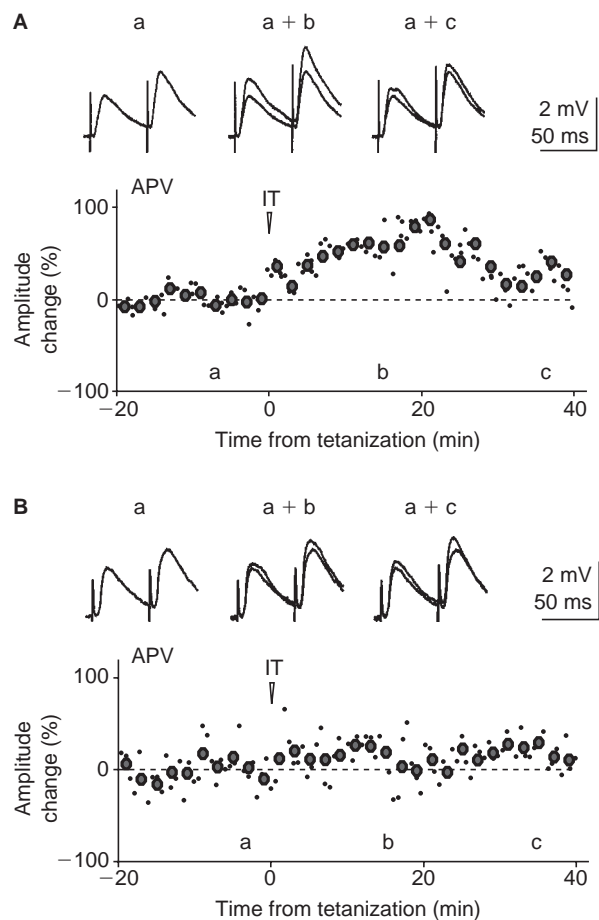 A
a a + b a + c
2 mV
50 ms
APV
IT
100
0
−100
Amplitude
change (%)
a b c
−20 0 20 40
Time from tetanization (min)
B
a a + b a + c
2 mV
50 ms
APV
IT
100
0
−100
Amplitude
change (%)
a b c
−20 0 20 40
Time from tetanization (min)